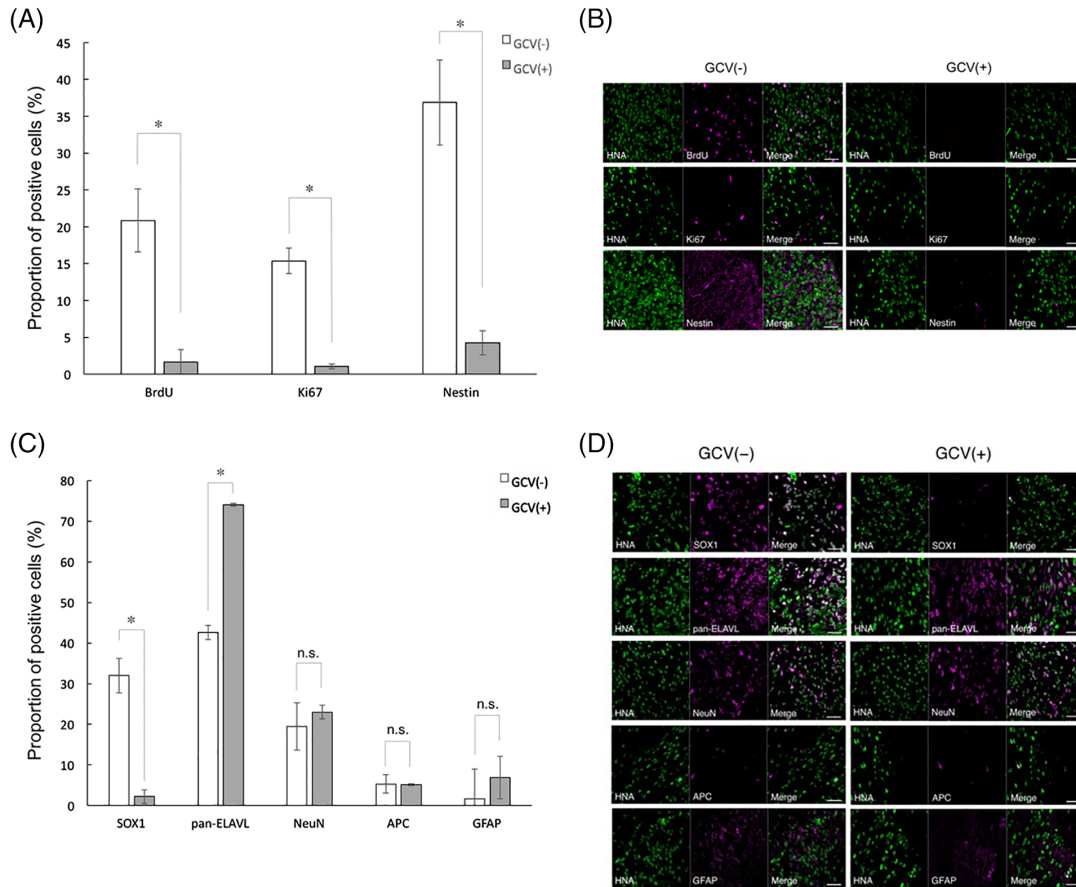 (A)
Proportion of positive cells (%)
45
40
35
30
25
20
15
10
5
0
*
*
*
GCV(-)
GCV(+)
BrdU
Ki67
Nestin
(B)
GCV(-) GCV(+)
HNA BrdU Merge HNA BrdU Merge
HNA Ki67 Merge HNA Ki67 Merge
HNA Nestin Merge HNA Nestin Merge
(C)
Proportion of positive cells (%)
80
70
60
50
40
30
20
10
0
*
*
n.s.
n.s.
n.s.
GCV(-)
GCV(+)
SOX1
pan-ELAVL
NeuN
APC
GFAP
(D)
GCV(−) GCV(+)
HNA SOX1 Merge HNA SOX1 Merge
HNA pan-ELAVL Merge HNA pan-ELAVL Merge
HNA NeuN Merge HNA NeuN Merge
HNA APC Merge HNA APC Merge
HNA GFAP Merge HNA GFAP Merge